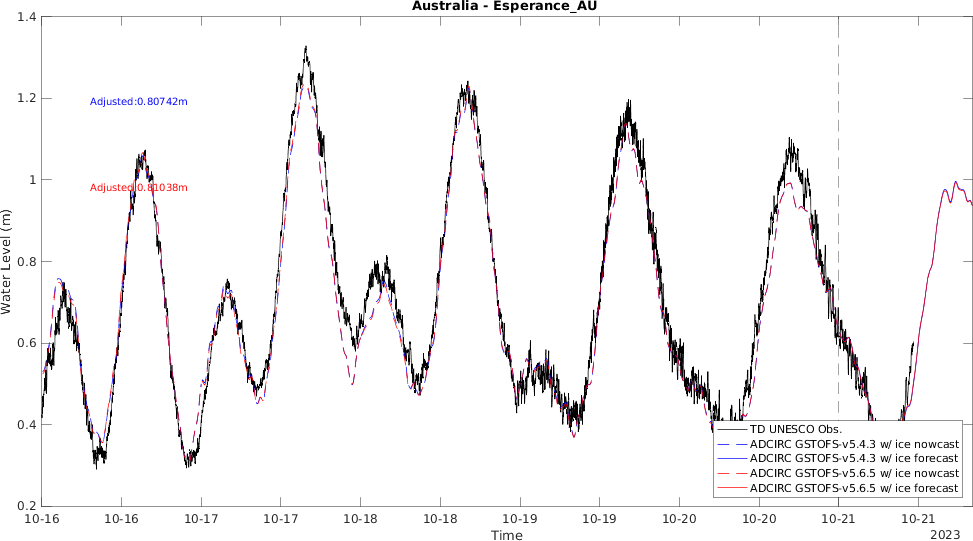 Australia - Esperance_AU
1.4
1.2
1
0.8
0.6
0.4
0.2
Water Level (m)
Adjusted:0.80742m
Adjusted:0.81038m
TD UNESCO Obs.
ADCIRC GSTOFS-v5.4.3 w/ ice nowcast
ADCIRC GSTOFS-v5.4.3 w/ ice forecast
ADCIRC GSTOFS-v5.6.5 w/ ice nowcast
ADCIRC GSTOFS-v5.6.5 w/ ice forecast
10-16 10-16 10-17 10-17 10-18 10-18 10-19 10-19 10-20 10-20 10-21 10-21
Time
2023